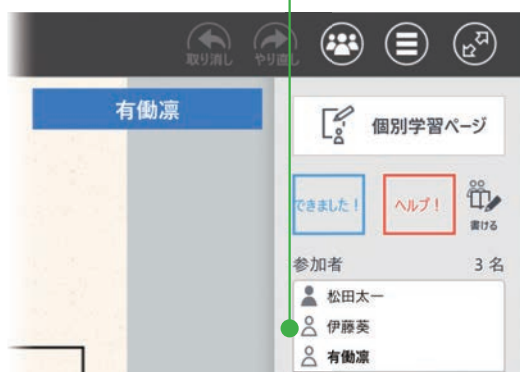 取り消し やり直し
有働凛
個別学習ページ
できました！ ヘルプ！ 書ける
参加者 3 名
松田太一
伊藤葵
有働凛